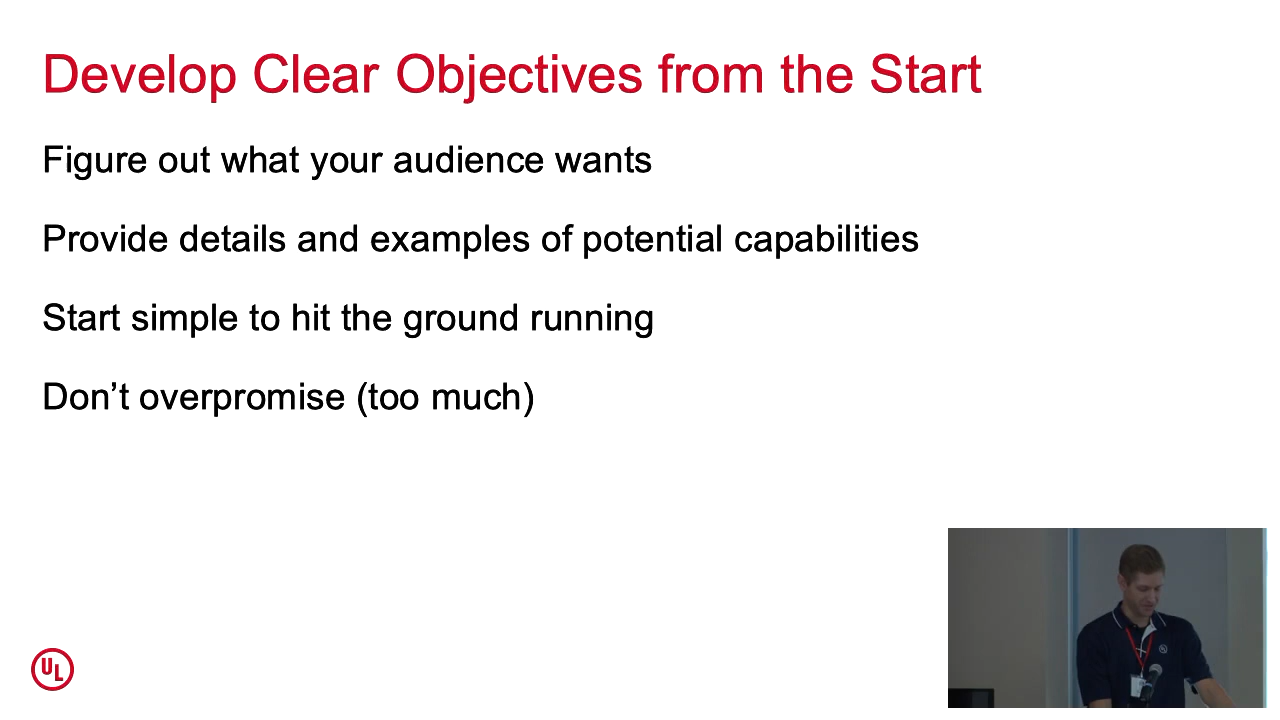 Develop Clear Objectives from the Start
Figure out what your audience wants
Provide details and examples of potential capabilities
Start simple to hit the ground running
Don’t overpromise (too much)
UL